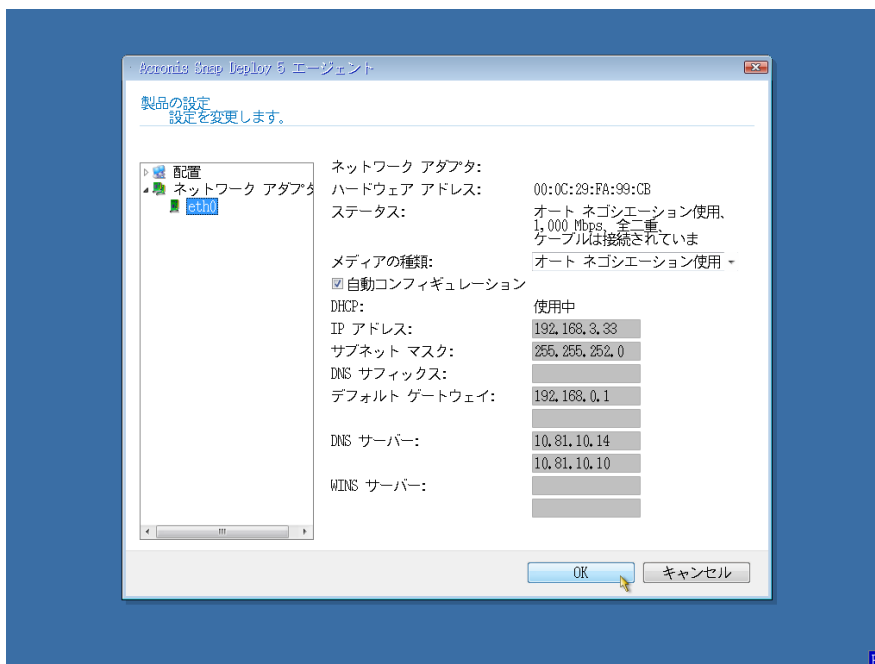 Acronis Snap Deploy 5 エージェント
製品の設定
設定を変更します。
配置
ネットワーク アダプタ
eth0
ネットワーク アダプタ:
ハードウェア アドレス: 00:0C:29:FA:99:CB
ステータス: オート ネゴシエーション使用、
1,000 Mbps、全二重、
ケーブルは接続されていま
メディアの種類: オート ネゴシエーション使用
自動コンフィギュレーション
DHCP: 使用中
IP アドレス: 192.168.3.33
サブネット マスク: 255.255.252.0
DNS サフィックス:
デフォルト ゲートウェイ: 192.168.0.1
DNS サーバー: 10.81.10.14
10.81.10.10
WINS サーバー:
OK キャンセル